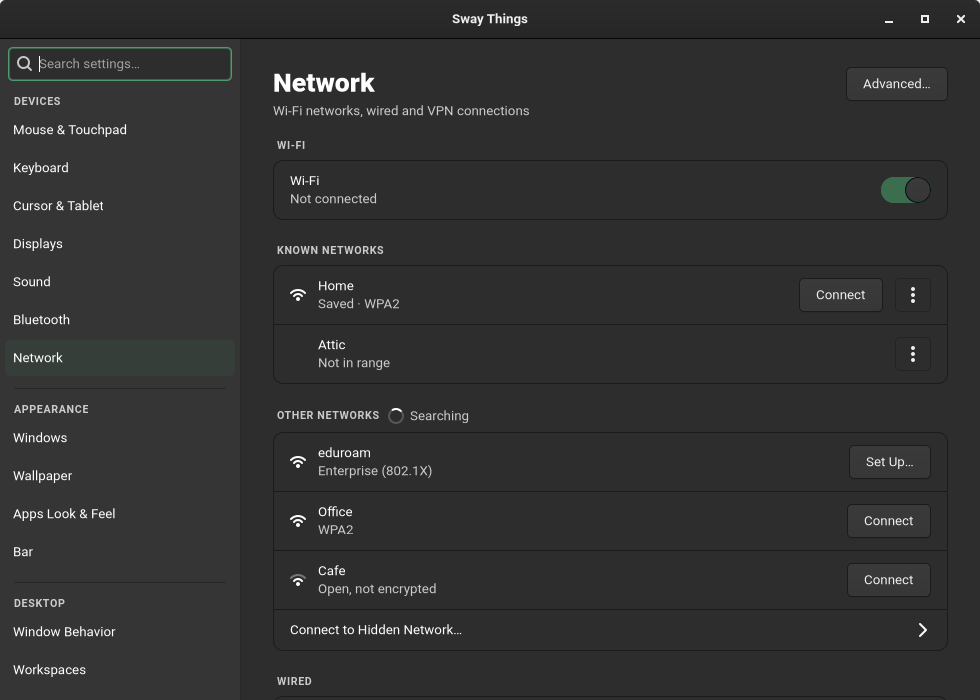 Sway Things
Search settings…
DEVICES
Mouse & Touchpad
Keyboard
Cursor & Tablet
Displays
Sound
Bluetooth
Network
APPEARANCE
Windows
Wallpaper
Apps Look & Feel
Bar
DESKTOP
Window Behavior
Workspaces
Network
Advanced…
Wi-Fi networks, wired and VPN connections
WI-FI
Wi-Fi
Not connected
KNOWN NETWORKS
Home
Saved · WPA2
Connect
Attic
Not in range
OTHER NETWORKS Searching
eduroam
Enterprise (802.1X)
Set Up…
Office
WPA2
Connect
Cafe
Open, not encrypted
Connect
Connect to Hidden Network…
WIRED